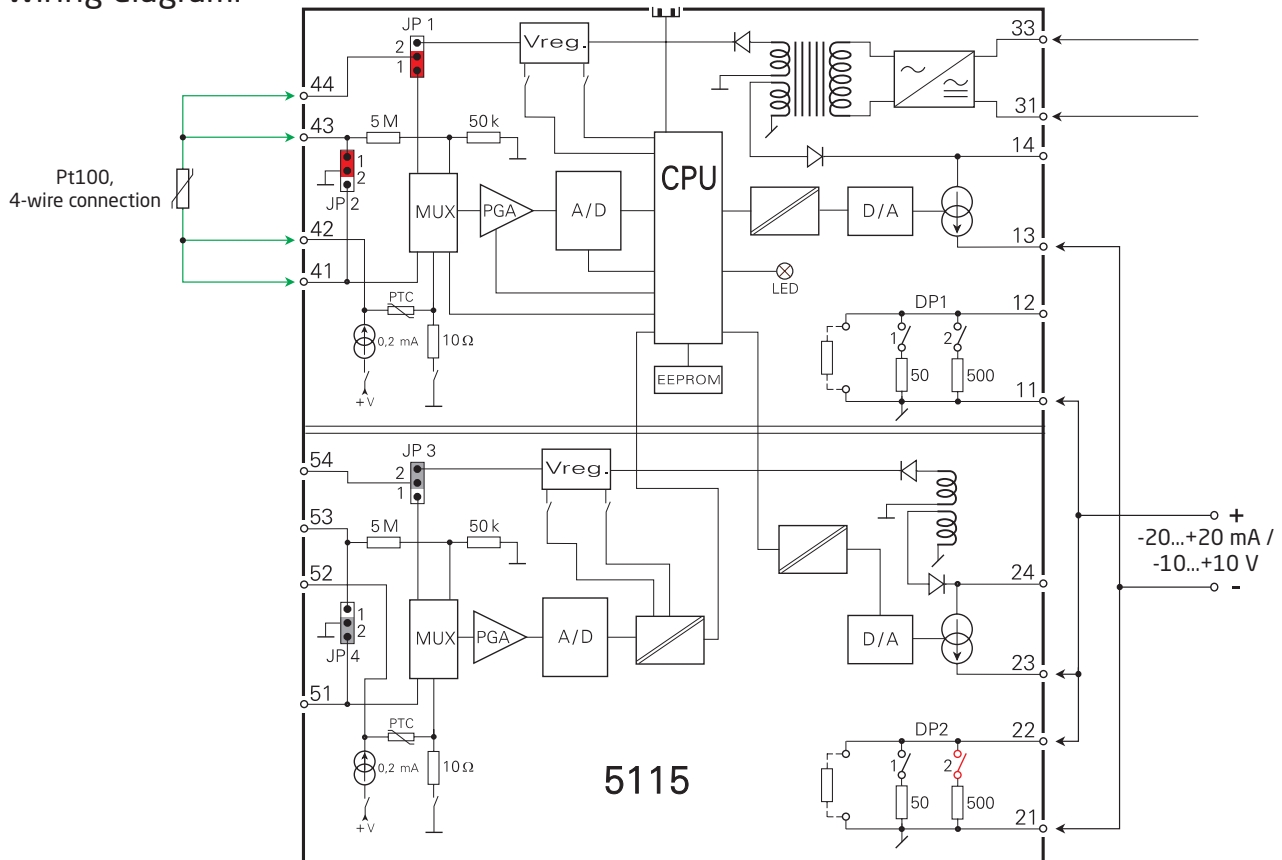 wiring diagram:
JP 1
2
1
Vreg.
33
31
44
43
5 M
50 k
1
2
JP 2
Pt100,
4-wire connection
42
41
MUX
PGA
A/D
CPU
D/A
14
13
LED
PTC
0,2 mA
10 Ω
+V
EEPROM
DP1
12
1
2
50
500
11
54
JP 3
2
1
Vreg.
53
5 M
50 k
52
1
2
JP 4
51
MUX
PGA
A/D
D/A
24
23
+
-20...+20 mA /
-10...+10 V
-
PTC
0,2 mA
10 Ω
+V
5115
DP2
22
1
2
50
500
21